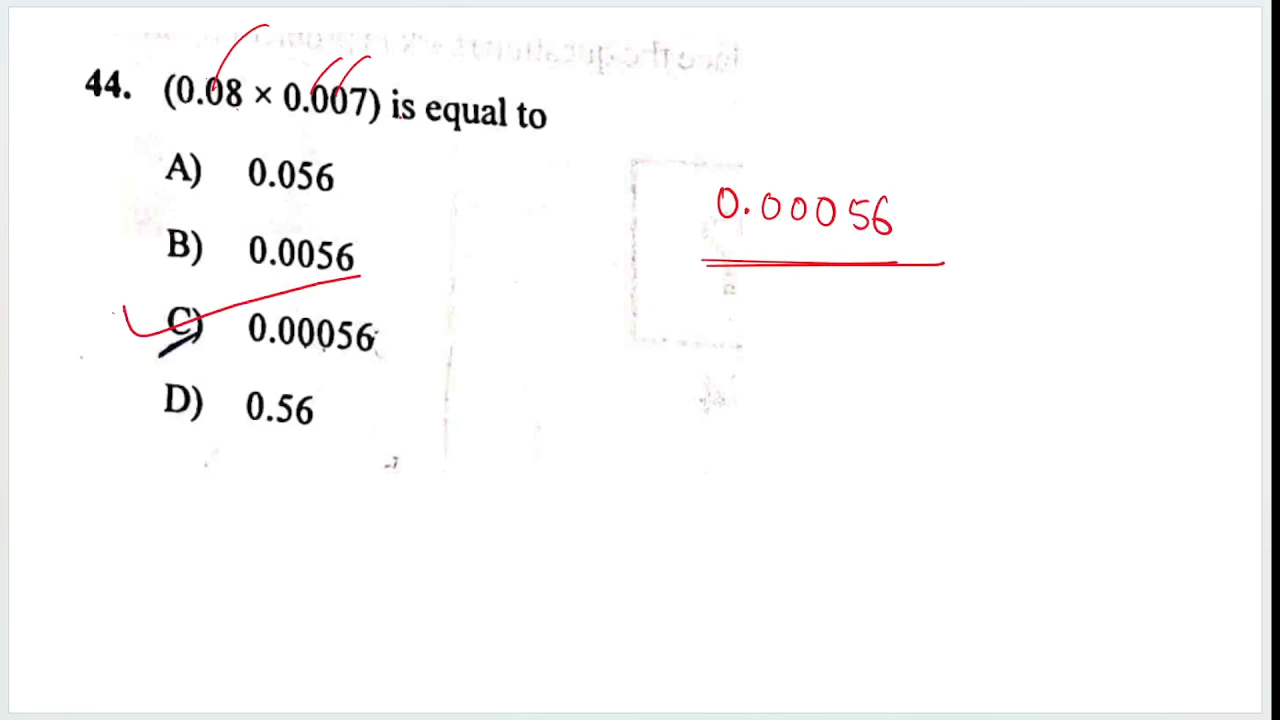 44. (0.08 × 0.007) is equal to
A) 0.056
B) 0.0056
C) 0.00056
D) 0.56
0.00056